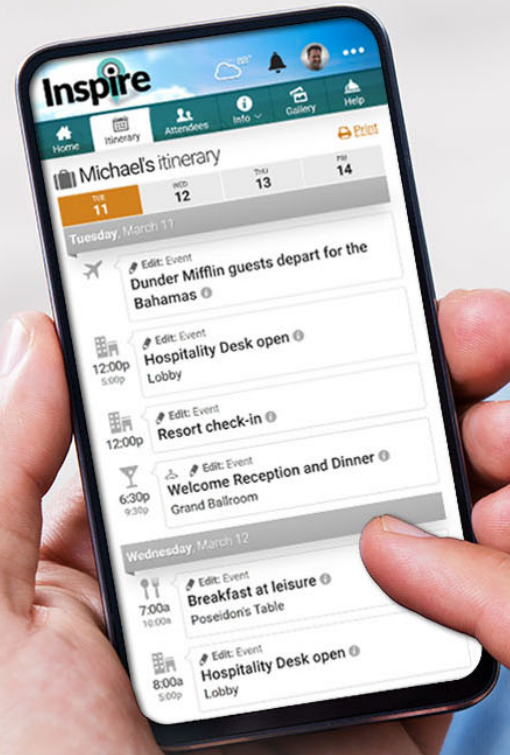 Inspire
Home
Itinerary
Attendees
Info
Gallery
Help
Print
Michael's itinerary
TUE
11
WED
12
THU
13
FRI
14
Tuesday, March 11
Edit: Event
Dunder Mifflin guests depart for the
Bahamas
Edit: Event
Hospitality Desk open
12:00p
Lobby
5:00p
Edit: Event
Resort check-in
12:00p
Edit: Event
Welcome Reception and Dinner
6:30p
Grand Ballroom
9:30p
Wednesday, March 12
Edit: Event
Breakfast at leisure
7:00a
Poseidon's Table
10:00a
Edit: Event
Hospitality Desk open
8:00a
Lobby
5:00p